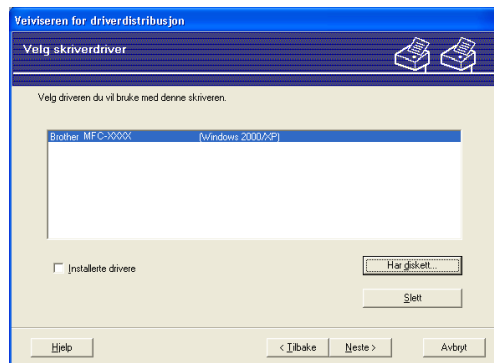 Veiviseren for driverdistribusjon
Velg skriverdriver
Velg driveren du vil bruke med denne skriveren.
Brother MFC-XXXX (Windows 2000/XP)
Installerte drivere
Har diskett...
Slett
Hjelp
< Tilbake
Neste >
Avbryt